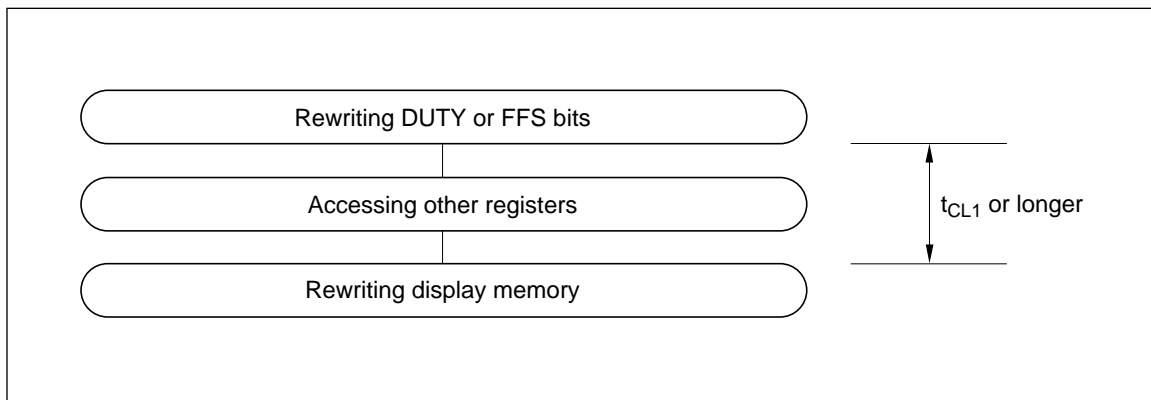 Rewriting DUTY or FFS bits
Accessing other registers
tCL1 or longer
Rewriting display memory